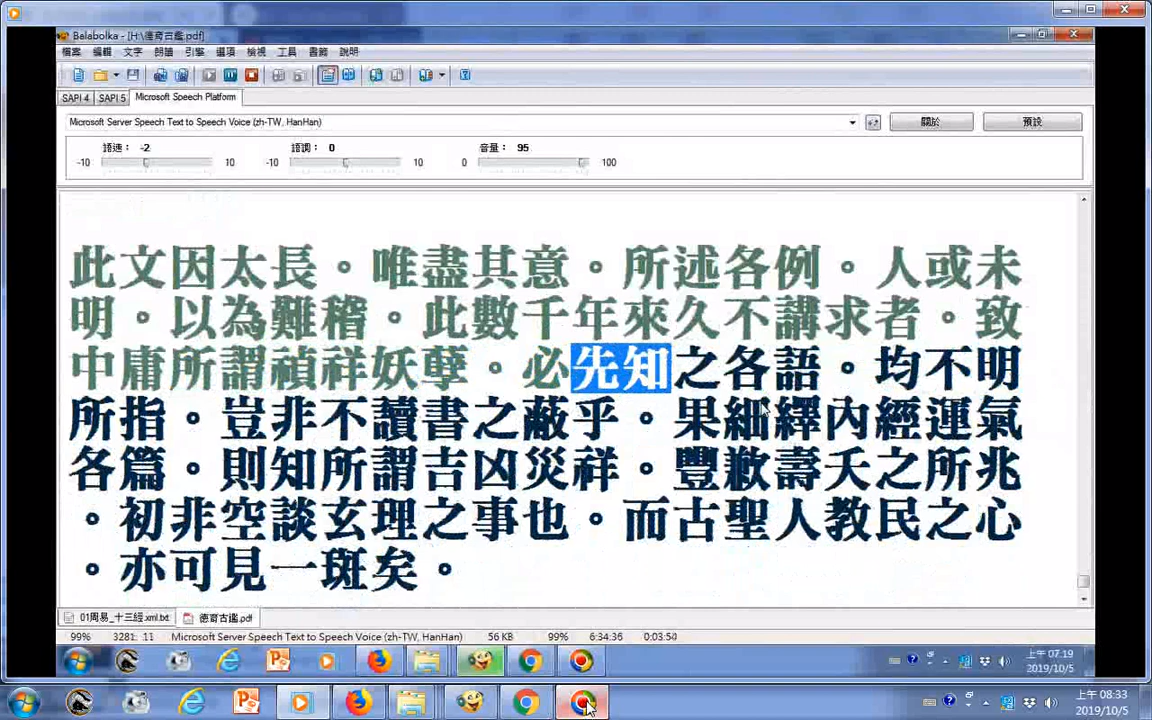 Balabolka - [H:\德育古鑑.pdf]
檔案 編輯 文字 朗讀 引擎 選項 檢視 工具 書籤 說明
SAPI 4 SAPI 5 Microsoft Speech Platform
Microsoft Server Speech Text to Speech Voice (zh-TW, HanHan) 關於 預設
語速： -2 語調： 0 音量： 95
-10 10 -10 10 0 100
此文因太長。唯盡其意。所述各例。人或未
明。以為難稽。此數千年來久不講求者。致
中庸所謂禎祥妖孽。必先知之各語。均不明
所指。豈非不讀書之蔽乎。果細繹內經運氣
各篇。則知所謂吉凶災祥。豐歉壽夭之所兆
。初非空談玄理之事也。而古聖人教民之心
。亦可見一斑矣。
01周易_十三經.xml.txt 德育古鑑.pdf
99% 3281: 11 Microsoft Server Speech Text to Speech Voice (zh-TW, HanHan) 56 KB 99% 6:34:36 0:03:54
上午 07:19
2019/10/5
上午 08:33
2019/10/5